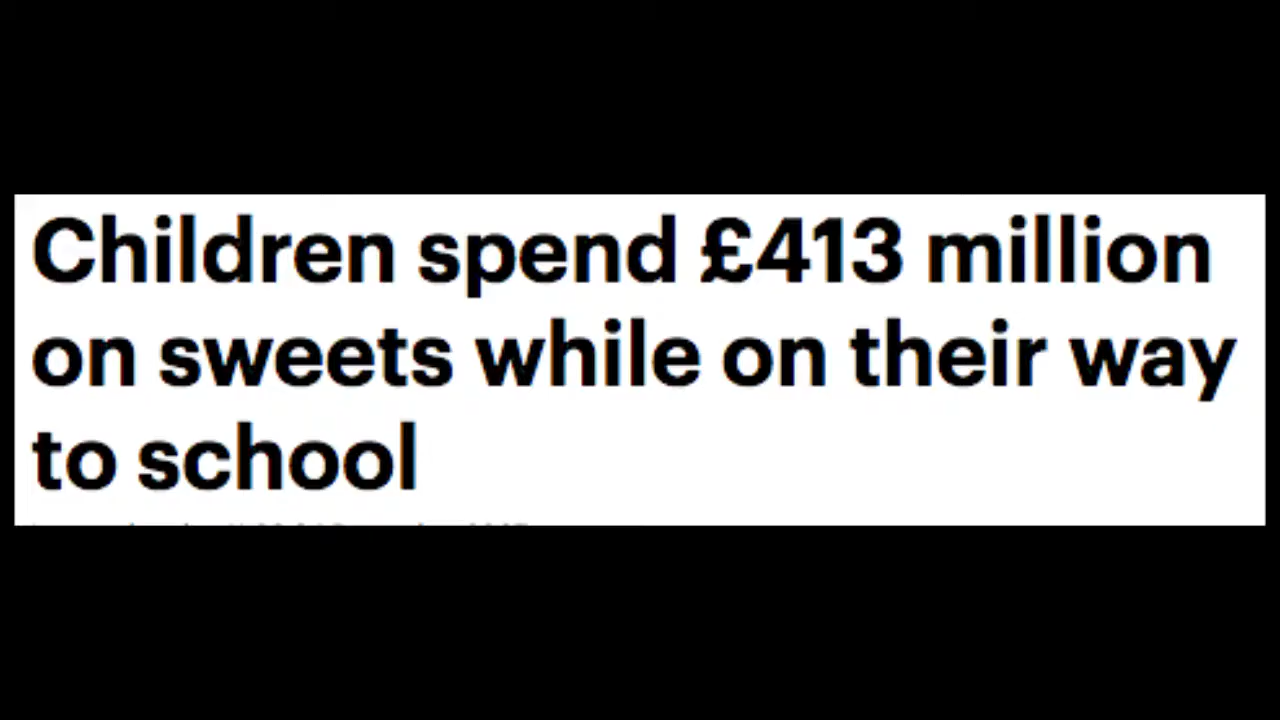 Children spend £413 million
on sweets while on their way
to school